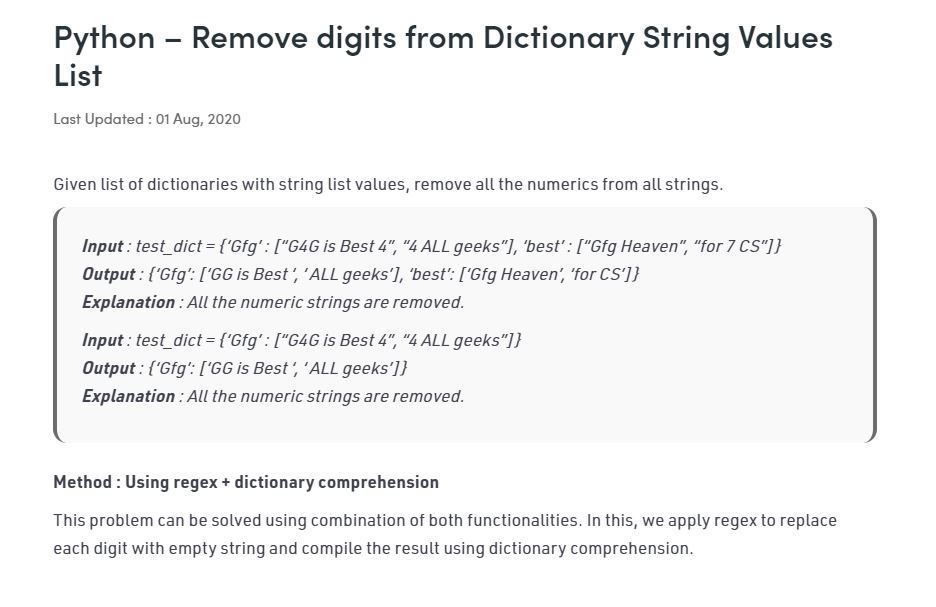 Python – Remove digits from Dictionary String Values
List
Last Updated : 01 Aug, 2020
Given list of dictionaries with string list values, remove all the numerics from all strings.
Input : test_dict = {‘Gfg’ : [“G4G is Best 4”, “4 ALL geeks”], ‘best’ : [“Gfg Heaven”, “for 7 CS”]}
Output : {‘Gfg’: [‘GG is Best ‘, ‘ ALL geeks’], ‘best’: [‘Gfg Heaven’, ‘for CS’]}
Explanation : All the numeric strings are removed.
Input : test_dict = {‘Gfg’ : [“G4G is Best 4”, “4 ALL geeks”]}
Output : {‘Gfg’: [‘GG is Best ‘, ‘ ALL geeks’]}
Explanation : All the numeric strings are removed.
Method : Using regex + dictionary comprehension
This problem can be solved using combination of both functionalities. In this, we apply regex to replace
each digit with empty string and compile the result using dictionary comprehension.